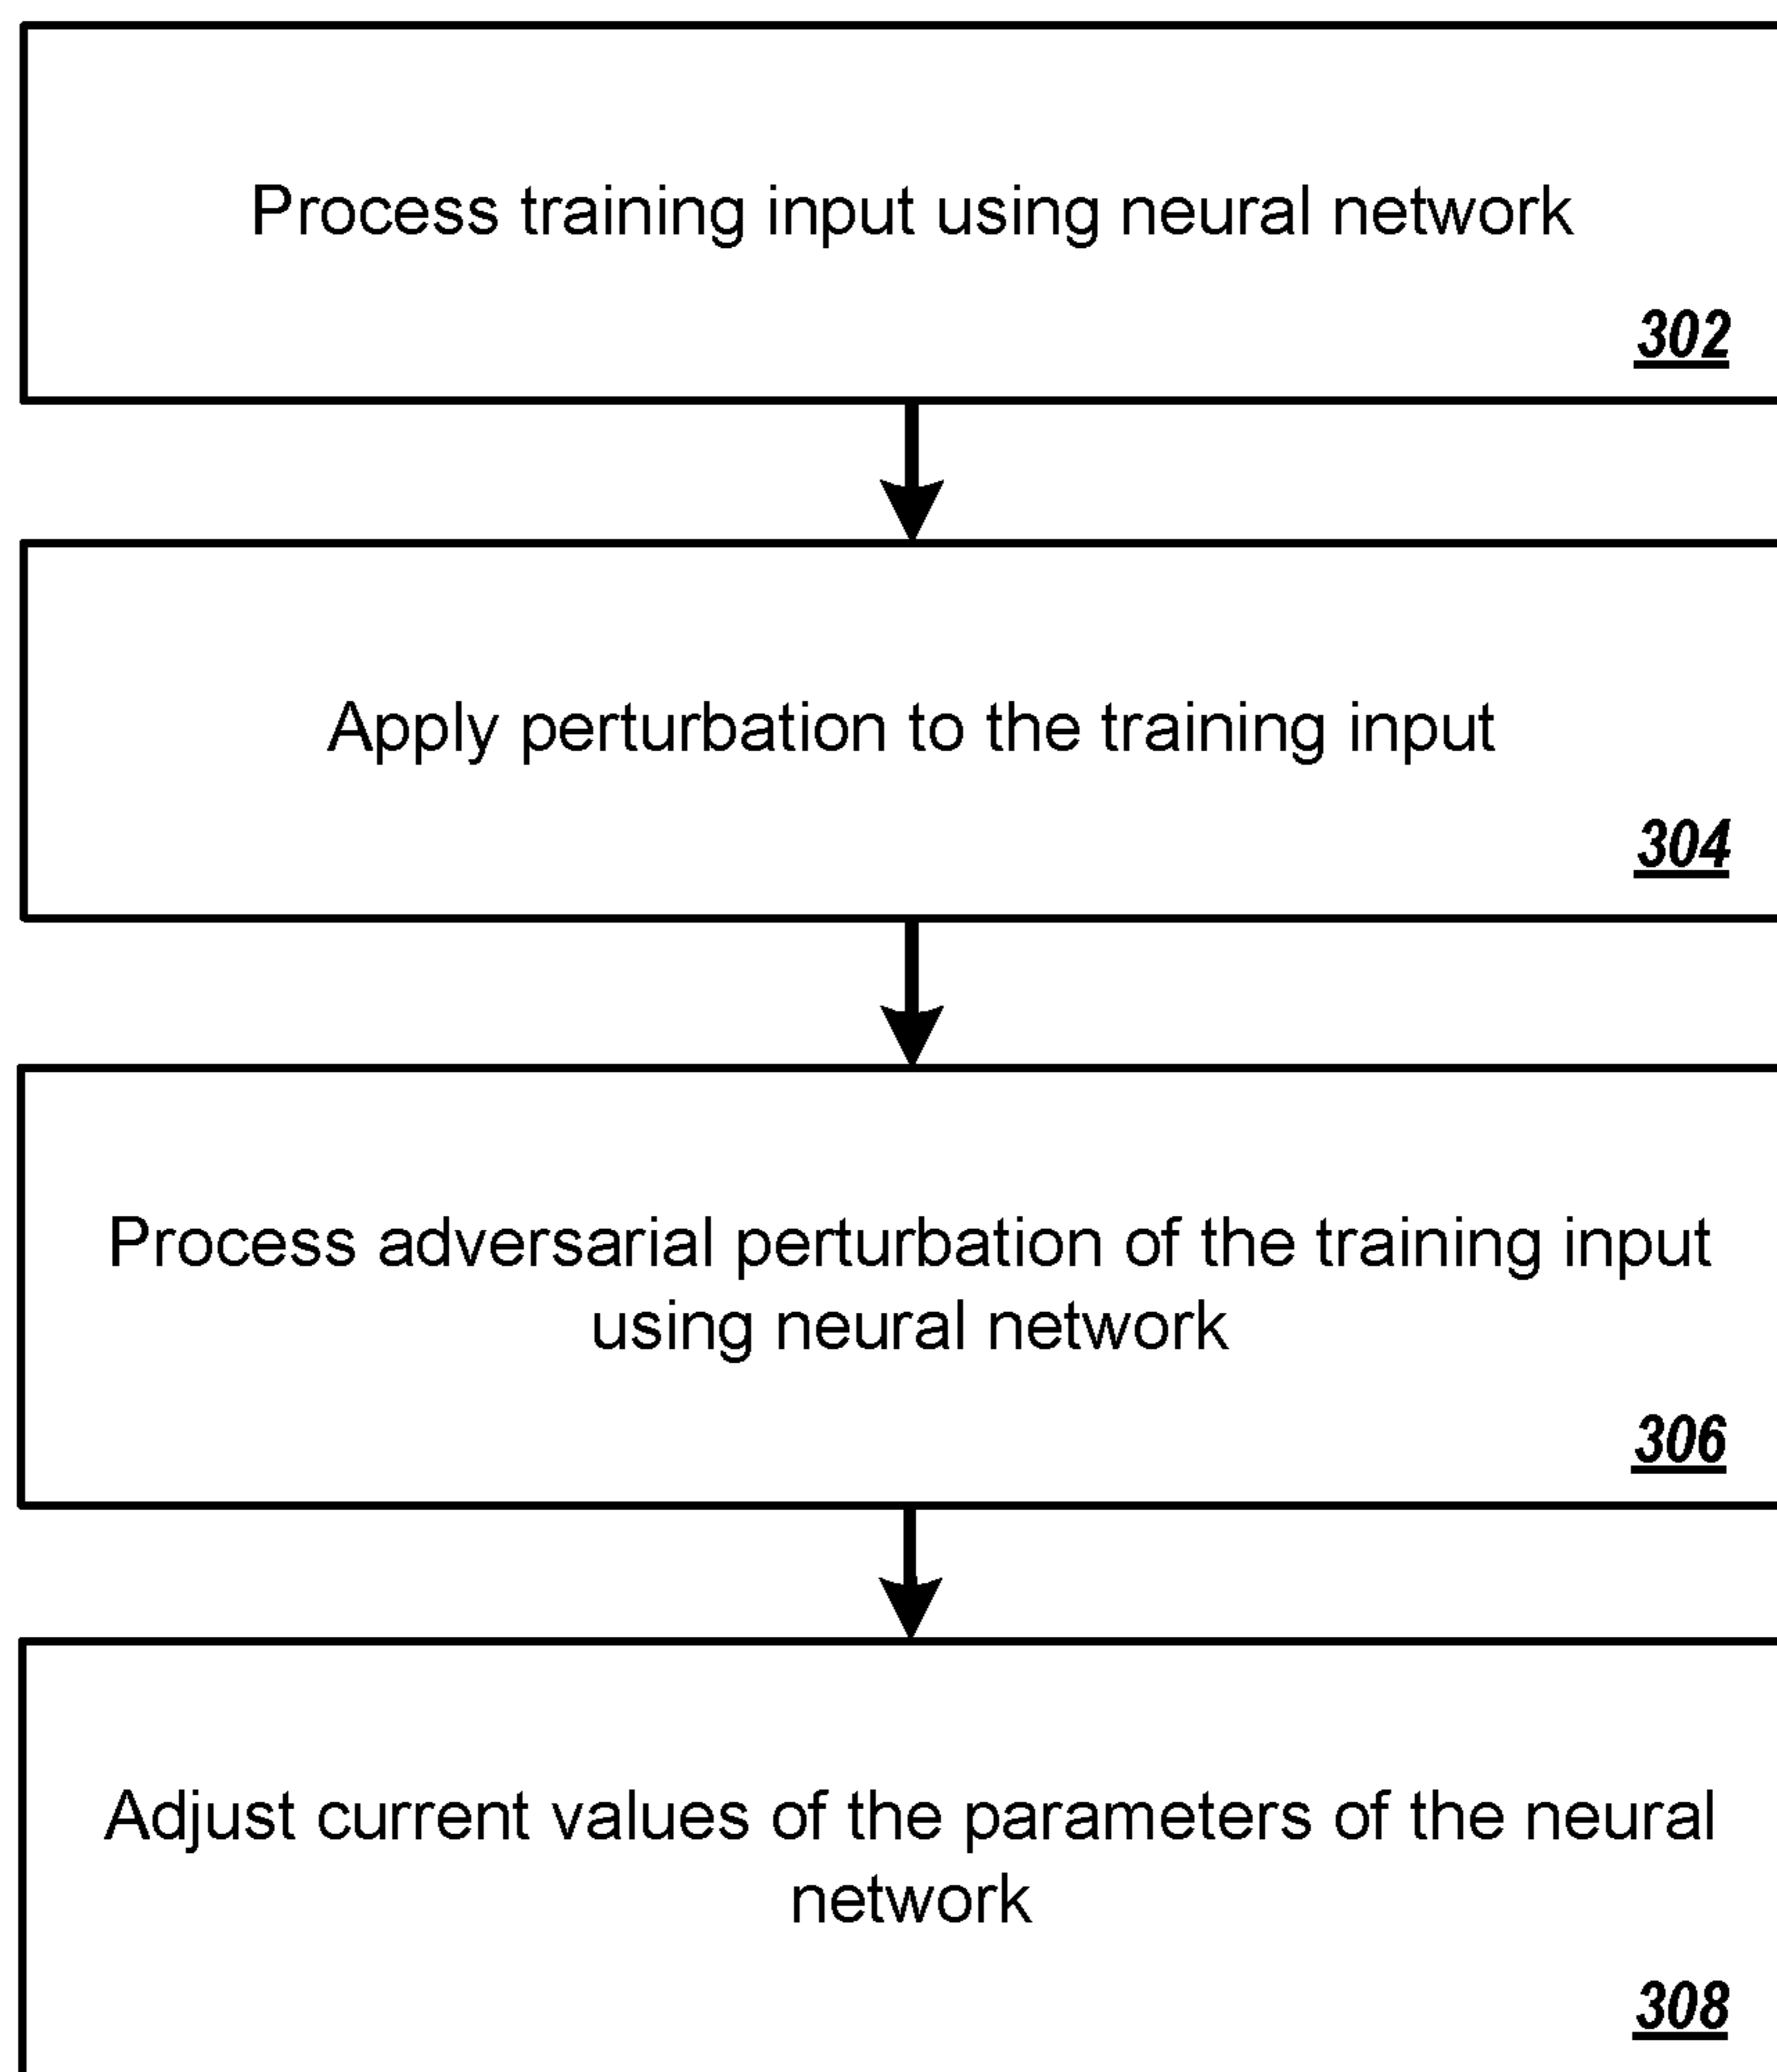 Process training input using neural network
302
Apply perturbation to the training input
304
Process adversarial perturbation of the training input
using neural network
306
Adjust current values of the parameters of the neural
network
308